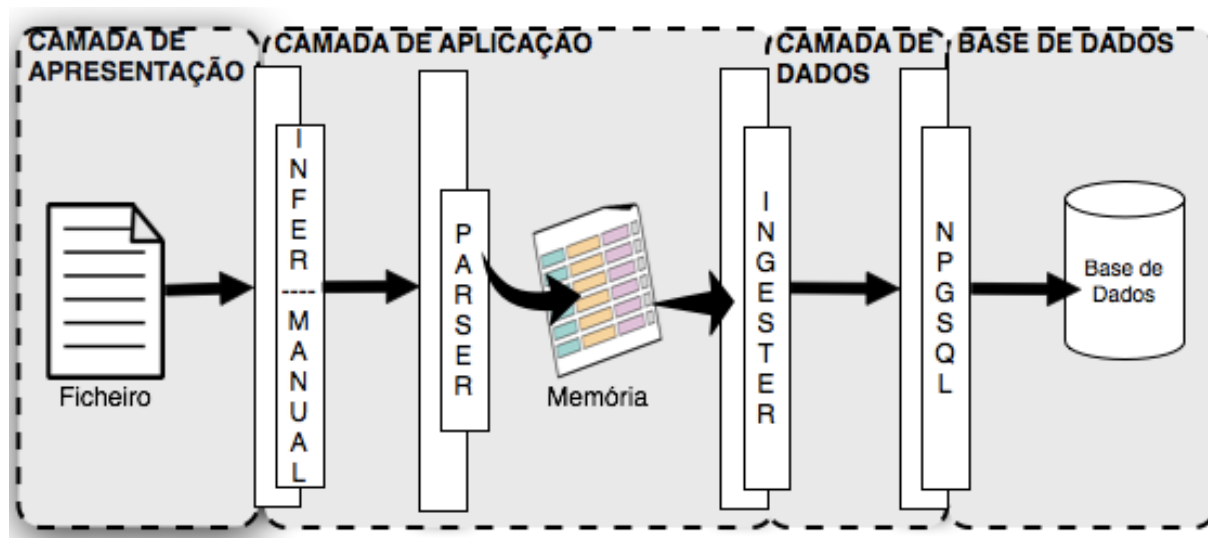 CAMADA DE
APRESENTAÇÃO
CAMADA DE APLICAÇÃO
CAMADA DE
DADOS
BASE DE DADOS
Ficheiro
INFER
----
MANUAL
PARSER
Memória
INGESTER
NPGSQL
Base de
Dados